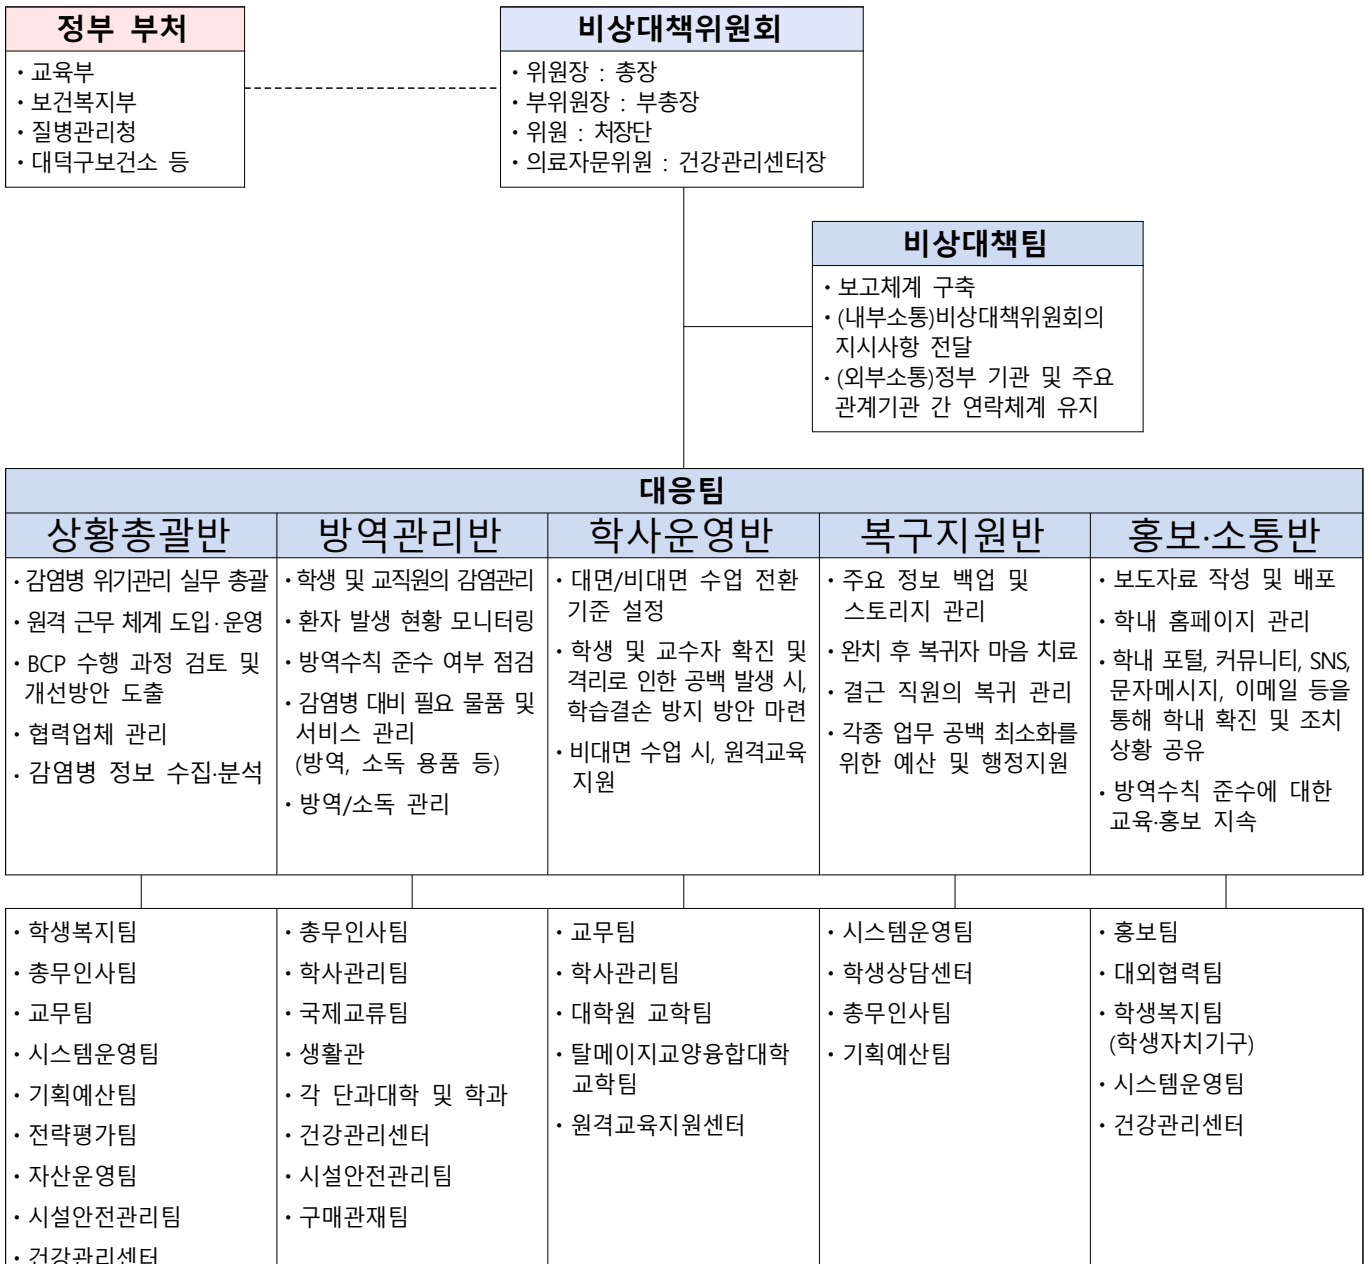 정부 부처
· 교육부
· 보건복지부
· 질병관리청
· 대덕구보건소 등
비상대책위원회
· 위원장 : 총장
· 부위원장 : 부총장
· 위원 : 처장단
· 의료자문위원 : 건강관리센터장
비상대책팀
· 보고체계 구축
· (내부소통)비상대책위원회의
지시사항 전달
· (외부소통)정부 기관 및 주요
관계기관 간 연락체계 유지
대응팀
상황총괄반
· 감염병 위기관리 실무 총괄
· 원격 근무 체계 도입·운영
· BCP 수행 과정 검토 및
개선방안 도출
· 협력업체 관리
· 감염병 정보 수집·분석
방역관리반
· 학생 및 교직원의 감염관리
· 환자 발생 현황 모니터링
· 방역수칙 준수 여부 점검
· 감염병 대비 필요 물품 및
서비스 관리
(방역, 소독 용품 등)
· 방역/소독 관리
학사운영반
· 대면/비대면 수업 전환
기준 설정
· 학생 및 교수자 확진 및
격리로 인한 공백 발생 시,
학습결손 방지 방안 마련
· 비대면 수업 시, 원격교육
지원
복구지원반
· 주요 정보 백업 및
스토리지 관리
· 완치 후 복귀자 마음 치료
· 결근 직원의 복귀 관리
· 각종 업무 공백 최소화를
위한 예산 및 행정지원
홍보·소통반
· 보도자료 작성 및 배포
· 학내 홈페이지 관리
· 학내 포털, 커뮤니티, SNS,
문자메시지, 이메일 등을
통해 학내 확진 및 조치
상황 공유
· 방역수칙 준수에 대한
교육·홍보 지속
· 학생복지팀
· 총무인사팀
· 교무팀
· 시스템운영팀
· 기획예산팀
· 전략평가팀
· 자산운영팀
· 시설안전관리팀
· 건강관리센터
· 총무인사팀
· 학사관리팀
· 국제교류팀
· 생활관
· 각 단과대학 및 학과
· 건강관리센터
· 시설안전관리팀
· 구매관재팀
· 교무팀
· 학사관리팀
· 대학원 교학팀
· 탈메이지교양융합대학
교학팀
· 원격교육지원센터
· 시스템운영팀
· 학생상담센터
· 총무인사팀
· 기획예산팀
· 홍보팀
· 대외협력팀
· 학생복지팀
(학생자치기구)
· 시스템운영팀
· 건강관리센터